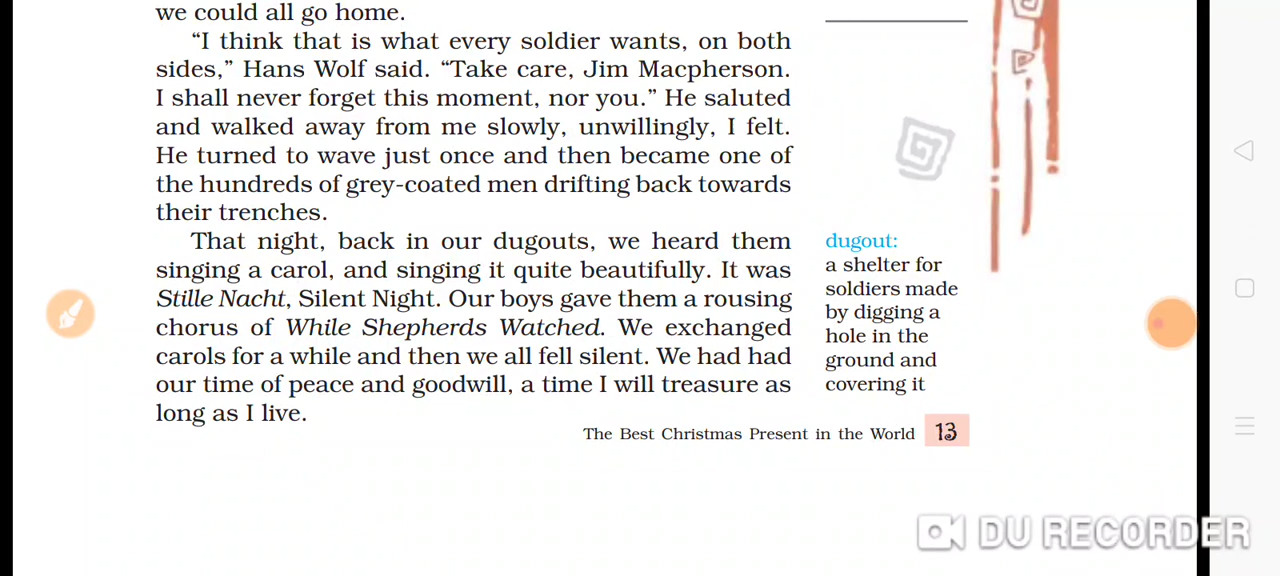 we could all go home.
“I think that is what every soldier wants, on both
sides,” Hans Wolf said. “Take care, Jim Macpherson.
I shall never forget this moment, nor you.” He saluted
and walked away from me slowly, unwillingly, I felt.
He turned to wave just once and then became one of
the hundreds of grey-coated men drifting back towards
their trenches.
That night, back in our dugouts, we heard them
singing a carol, and singing it quite beautifully. It was
Stille Nacht, Silent Night. Our boys gave them a rousing
chorus of While Shepherds Watched. We exchanged
carols for a while and then we all fell silent. We had had
our time of peace and goodwill, a time I will treasure as
long as I live.
dugout:
a shelter for
soldiers made
by digging a
hole in the
ground and
covering it
The Best Christmas Present in the World 13
DU RECORDER